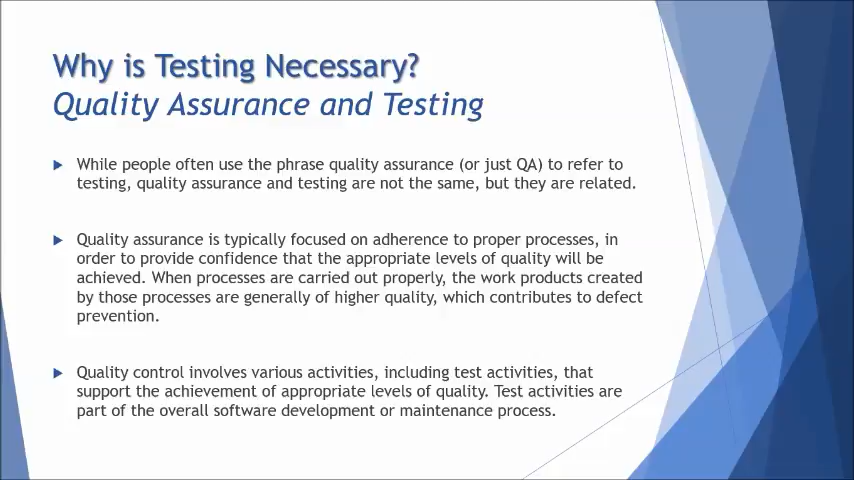 Why is Testing Necessary?
Quality Assurance and Testing
While people often use the phrase quality assurance (or just QA) to refer to
testing, quality assurance and testing are not the same, but they are related.
Quality assurance is typically focused on adherence to proper processes, in
order to provide confidence that the appropriate levels of quality will be
achieved. When processes are carried out properly, the work products created
by those processes are generally of higher quality, which contributes to defect
prevention.
Quality control involves various activities, including test activities, that
support the achievement of appropriate levels of quality. Test activities are
part of the overall software development or maintenance process.